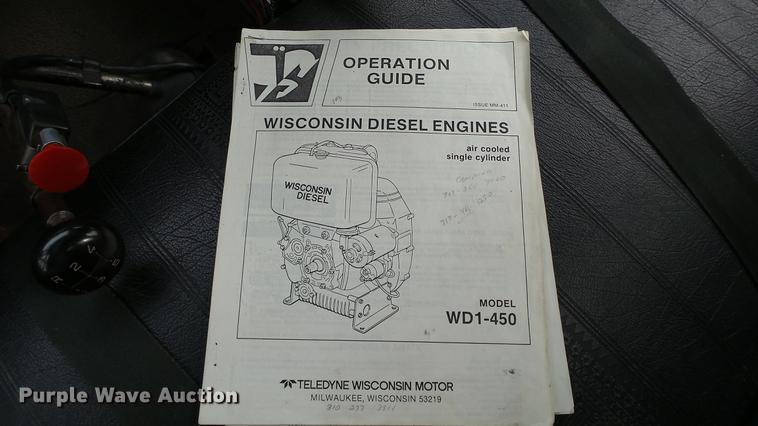 OPERATION
GUIDE
ISSUE MM-411
WISCONSIN DIESEL ENGINES
air cooled
single cylinder
WISCONSIN
DIESEL
MODEL
WD1-450
TELEDYNE WISCONSIN MOTOR
MILWAUKEE, WISCONSIN 53219
Purple Wave Auction